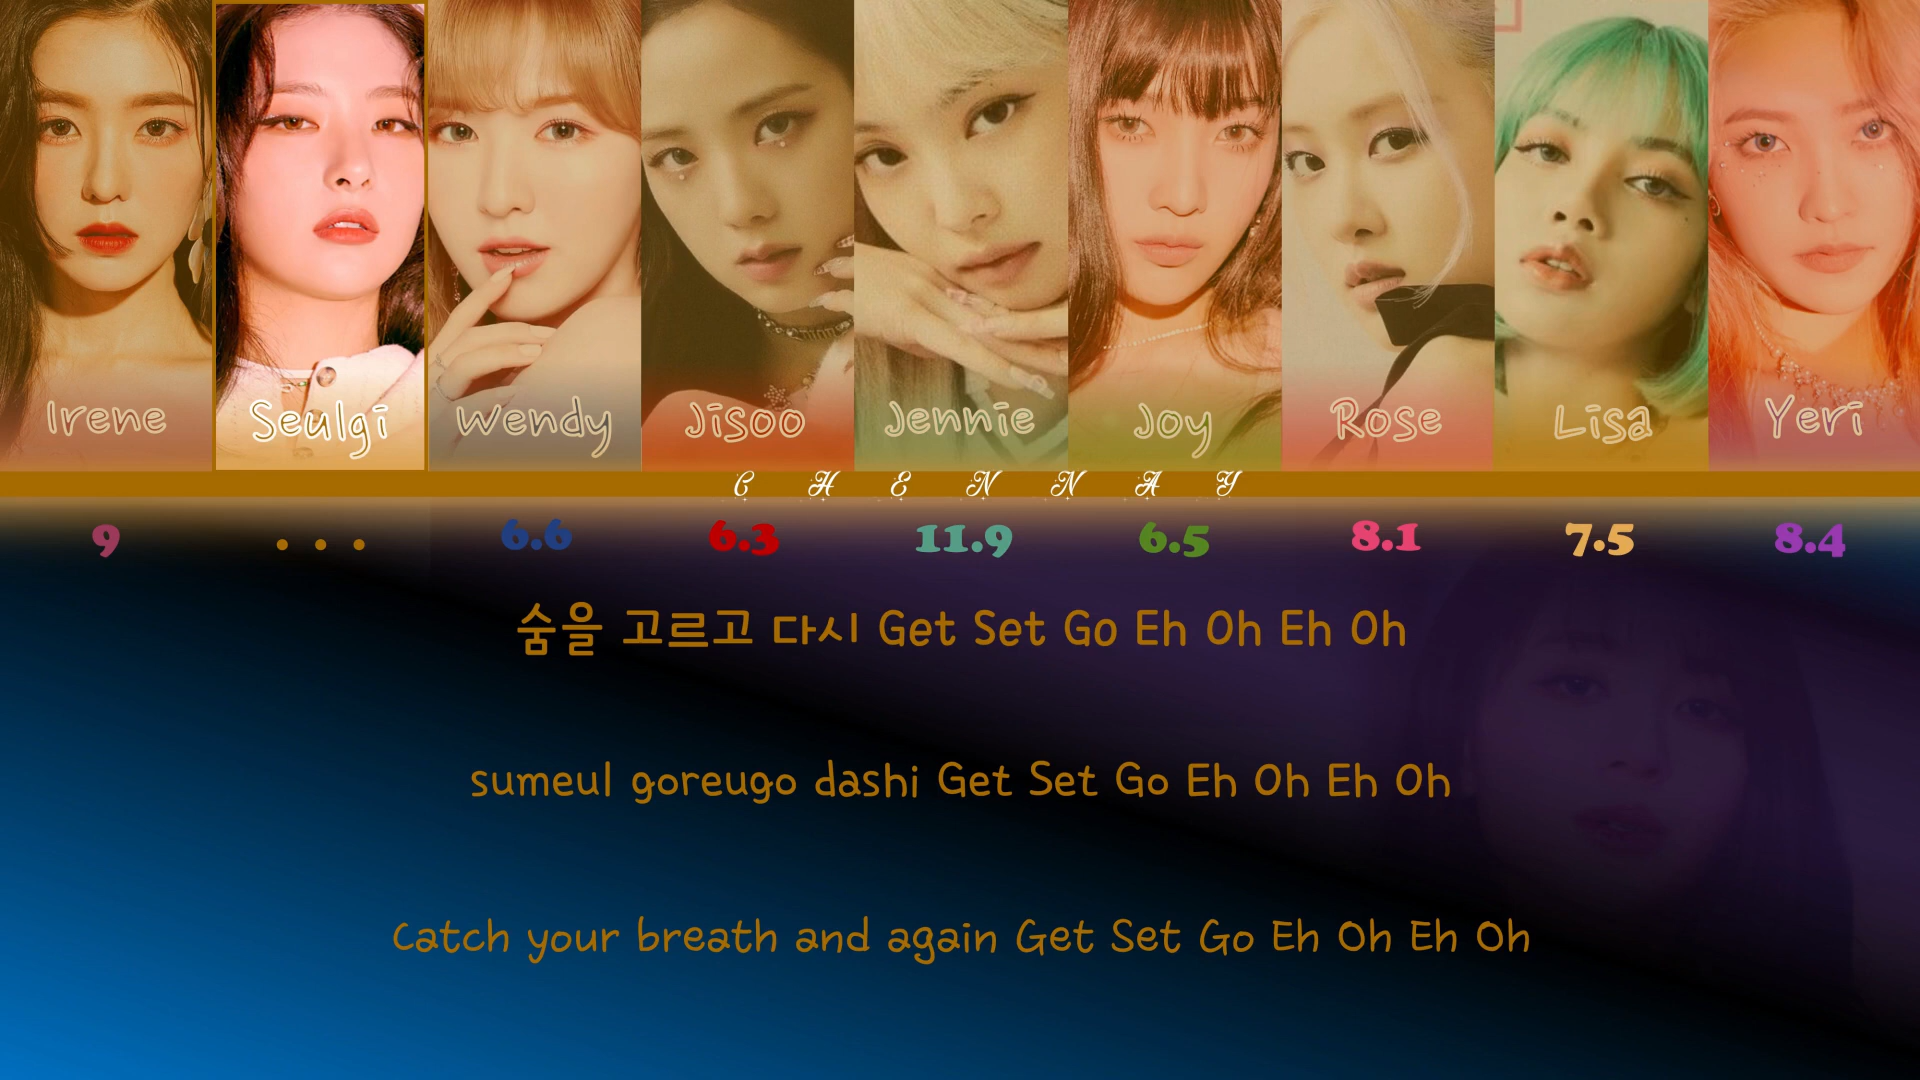 Irene Seulgi Wendy Jisoo Jennie Joy Rose Lisa Yeri
CHENNAY
9 ... 6.6 6.3 11.9 6.5 8.1 7.5 8.4
숨을 고르고 다시 Get Set Go Eh Oh Eh Oh
sumeul goreugo dashi Get Set Go Eh Oh Eh Oh
Catch your breath and again Get Set Go Eh Oh Eh Oh